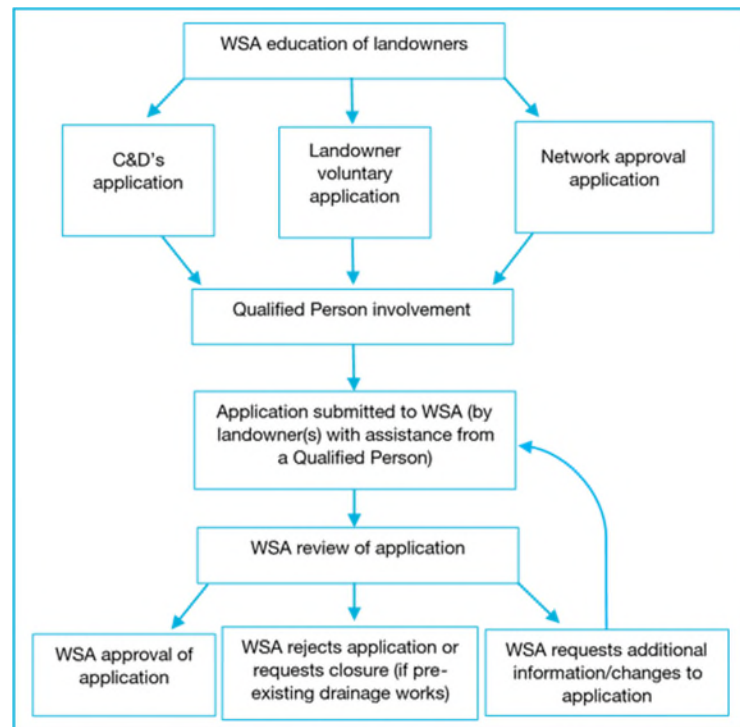 WSA education of landowners
C&D's
application
Landowner
voluntary
application
Network approval
application
Qualified Person involvement
Application submitted to WSA (by
landowner(s) with assistance from
a Qualified Person)
WSA review of application
WSA approval of
application
WSA rejects application or
requests closure (if pre-
existing drainage works)
WSA requests additional
information/changes to
application